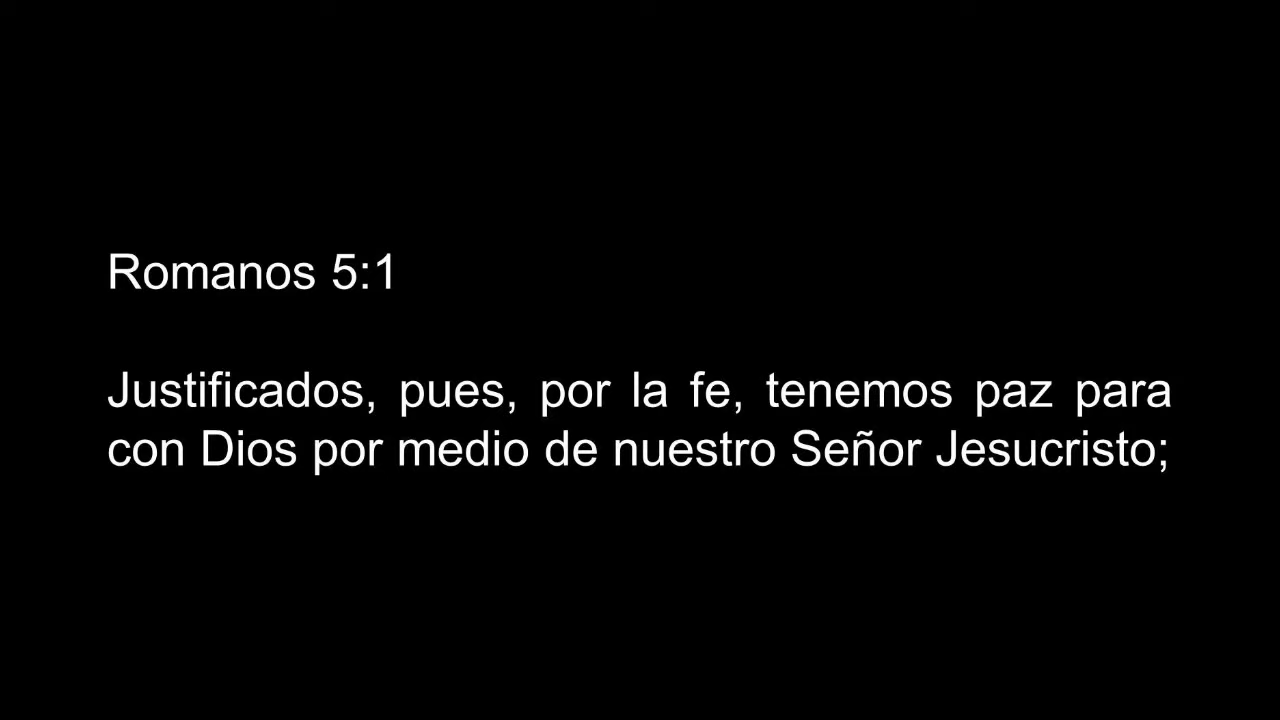 Romanos 5:1
Justificados, pues, por la fe, tenemos paz para
con Dios por medio de nuestro Señor Jesucristo;